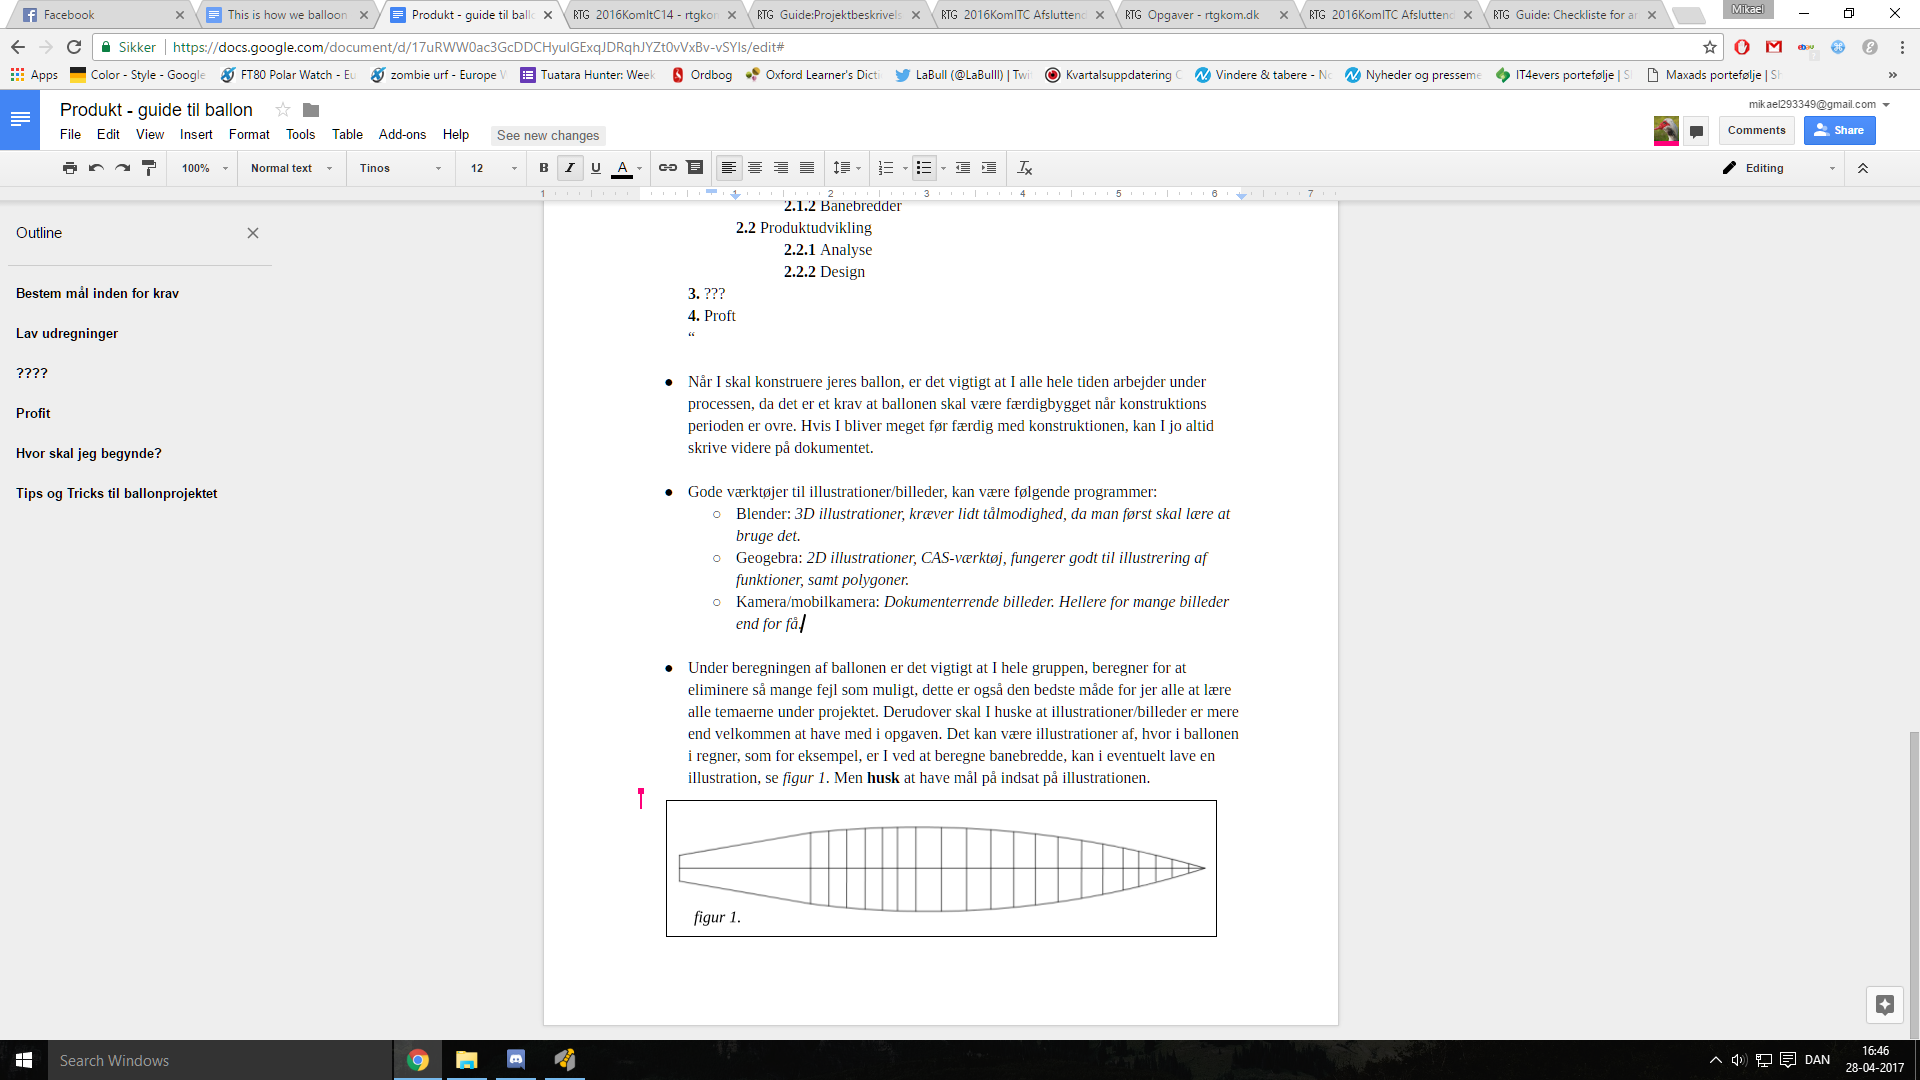 Facebook
This is how we balloon
Produkt - guide til ball
RTG 2016KomItC14 - rtgkon
RTG Guide:Projektbeskrivels
RTG 2016KomITC Afsluttend
RTG Opgaver - rtgkom.dk
RTG 2016KomITC Afsluttend
RTG Guide: Checkliste for a
Mikael
Sikker
https://docs.google.com/document/d/17uRWW0ac3GcDDCHyulGExqJDRqhJYZt0vVxBv-vSYIs/edit#
Apps
Color - Style - Google
FT80 Polar Watch - Eu
zombie urf - Europe W
Tuatara Hunter: Week
Ordbog
Oxford Learner's Dicti
LaBull (@LaBulll) | Twi
Kvartalsupdatering C
Vindere & tabere - No
Nyheder og presseme
IT4evers portefølje | S
Maxads portefølje | Sh
»
Produkt - guide til ballon
mikael293349@gmail.com
File Edit View Insert Format Tools Table Add-ons Help See new changes
Comments
Share
100% Normal text Tinos 12 B I U A
Editing
1 1 2 3 4 5 6 7
Outline
Bestem mål inden for krav
Lav udregninger
????
Profit
Hvor skal jeg begynde?
Tips og Tricks til ballonprojektet
2.1.2 Banebredder
2.2 Produktudvikling
2.2.1 Analyse
2.2.2 Design
3. ???
4. Proft
“
● Når I skal konstruere jeres ballon, er det vigtigt at I alle hele tiden arbejder under
processen, da det er et krav at ballonen skal være færdigbygget når konstruktions
perioden er ovre. Hvis I bliver meget før færdig med konstruktionen, kan I jo altid
skrive videre på dokumentet.
● Gode værktøjer til illustrationer/billeder, kan være følgende programmer:
○ Blender: 3D illustrationer, kræver lidt tålmodighed, da man først skal lære at
bruge det.
○ Geogebra: 2D illustrationer, CAS-værktøj, fungerer godt til illustrering af
funktioner, samt polygoner.
○ Kamera/mobilkamera: Dokumenterrende billeder. Hellere for mange billeder
end for få.
● Under beregningen af ballonen er det vigtigt at I hele gruppen, beregner for at
eliminere så mange fejl som muligt, dette er også den bedste måde for jer alle at lære
alle temaerne under projektet. Derudover skal I huske at illustrationer/billeder er mere
end velkommen at have med i opgaven. Det kan være illustrationer af, hvor i ballonen
i regner, som for eksempel, er I ved at beregne banebredde, kan i eventuelt lave en
illustration, se figur 1. Men husk at have mål på indsat på illustrationen.
figur 1.
Search Windows
DAN
16:46
28-04-2017